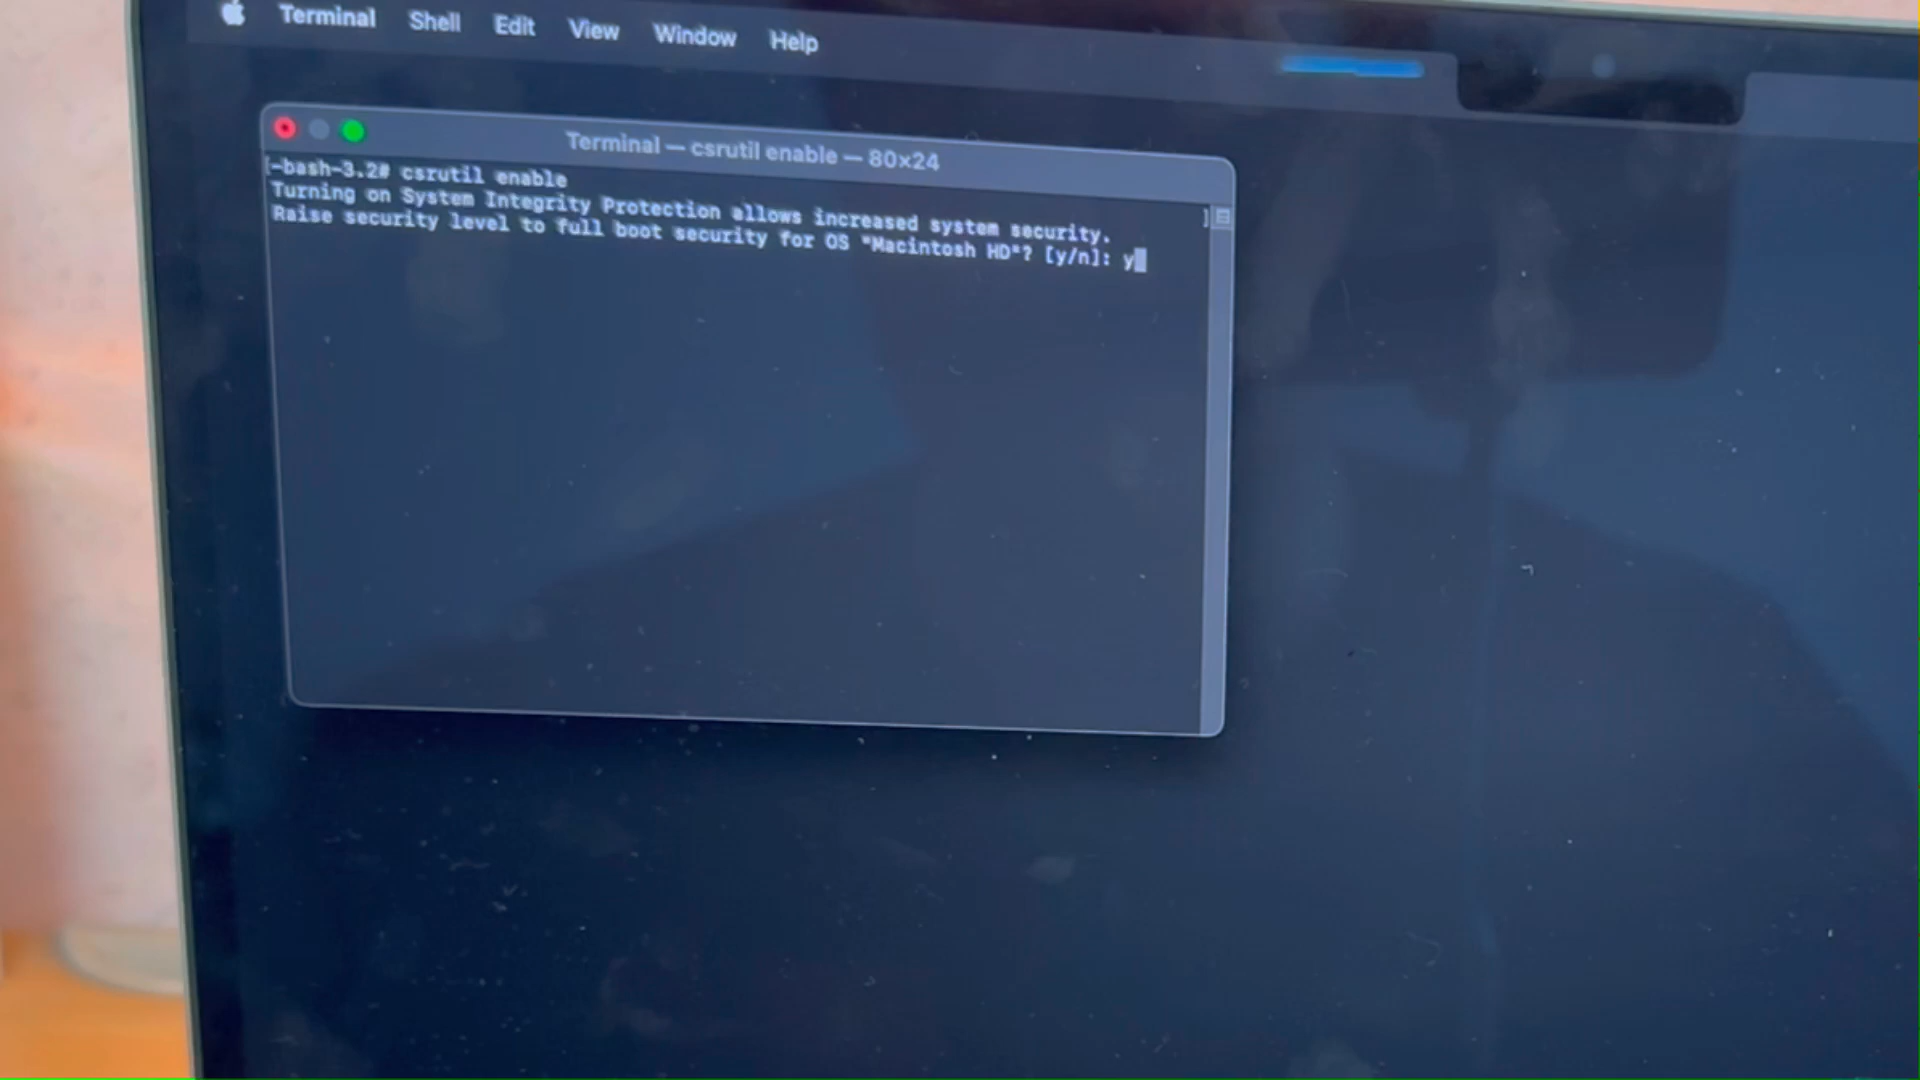 Terminal Shell Edit View Window Help
Terminal — csrutil enable — 80×24
[-bash-3.2# csrutil enable ]
Turning on System Integrity Protection allows increased system security.
Raise security level to full boot security for OS "Macintosh HD"? [y/n]: y